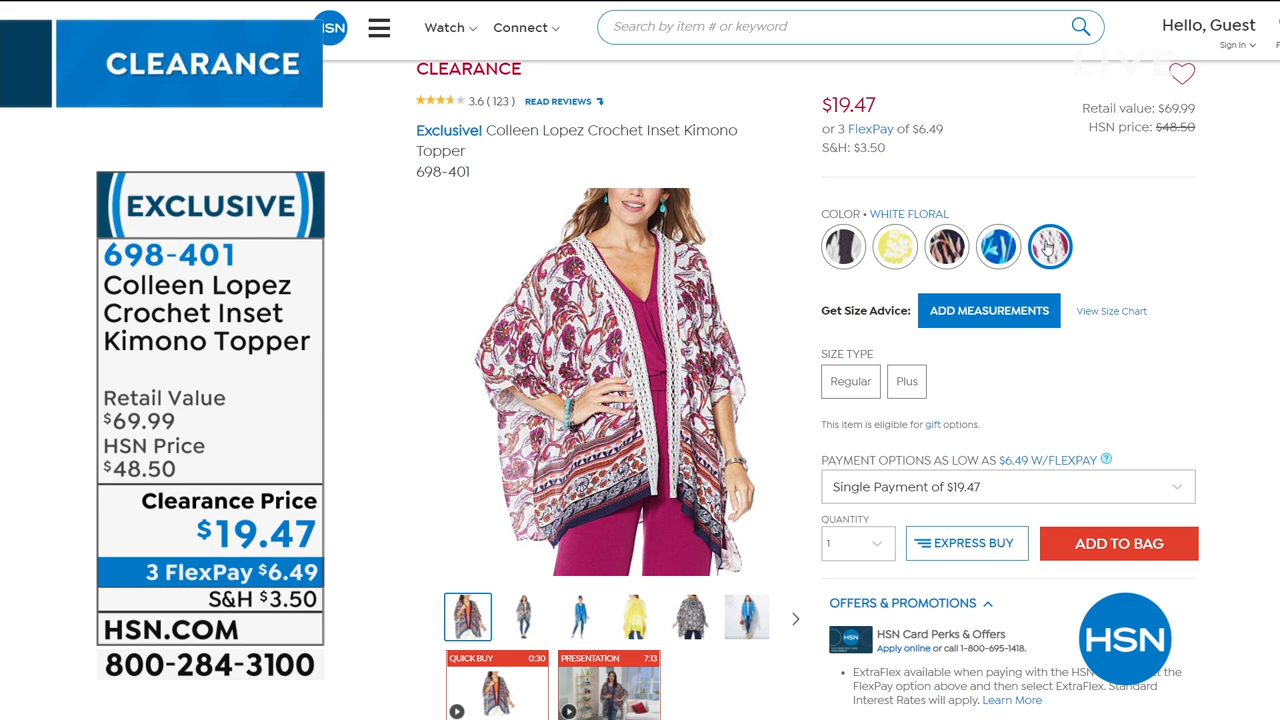 CLEARANCE
EXCLUSIVE
698-401
Colleen Lopez
Crochet Inset
Kimono Topper
Retail Value
$69.99
HSN Price
$48.50
Clearance Price
$19.47
3 FlexPay $6.49
S&H $3.50
HSN.COM
800-284-3100
HSN
Watch
Connect
Search by item # or keyword
Hello, Guest
Sign In
LIVE
CLEARANCE
3.6 (123) READ REVIEWS
Exclusive! Colleen Lopez Crochet Inset Kimono
Topper
698-401
QUICK BUY 0:30
PRESENTATION 7:13
$19.47
or 3 FlexPay of $6.49
S&H: $3.50
Retail value: $69.99
HSN price: $48.50
COLOR • WHITE FLORAL
Get Size Advice: ADD MEASUREMENTS View Size Chart
SIZE TYPE
Regular Plus
This item is eligible for gift options.
PAYMENT OPTIONS AS LOW AS $6.49 W/FLEXPAY ?
Single Payment of $19.47
QUANTITY
1 EXPRESS BUY ADD TO BAG
OFFERS & PROMOTIONS
HSN Card Perks & Offers
Apply online or call 1-800-695-1418.
• ExtraFlex available when paying with the HSN the
FlexPay option above and then select ExtraFlex. Standard
Interest Rates will apply. Learn More
HSN